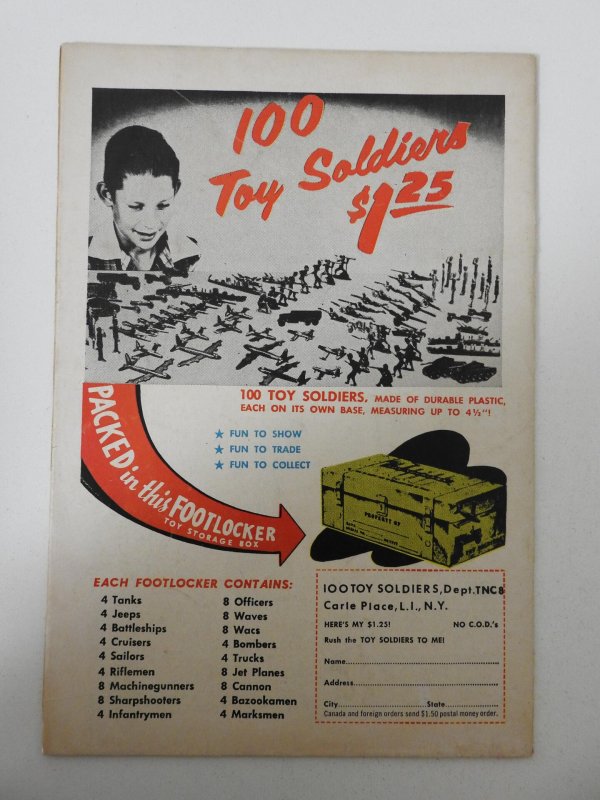 100
Toy Soldiers
$1.25
100 TOY SOLDIERS, MADE OF DURABLE PLASTIC,
EACH ON ITS OWN BASE, MEASURING UP TO 4½"!
★ FUN TO SHOW
★ FUN TO TRADE
★ FUN TO COLLECT
PACKED in this FOOTLOCKER
TOY STORAGE BOX
PROPERTY OF
EACH FOOTLOCKER CONTAINS:
4 Tanks
4 Jeeps
4 Battleships
4 Cruisers
4 Sailors
4 Riflemen
8 Machinegunners
8 Sharpshooters
4 Infantrymen
8 Officers
8 Waves
8 Wacs
4 Bombers
4 Trucks
8 Jet Planes
8 Cannon
4 Bazookamen
4 Marksmen
100 TOY SOLDIERS, Dept. TNC8
Carle Place, L.I., N.Y.
HERE'S MY $1.25! NO C.O.D.'s
Rush the TOY SOLDIERS TO ME!
Name
Address
City State
Canada and foreign orders send $1.50 postal money order.